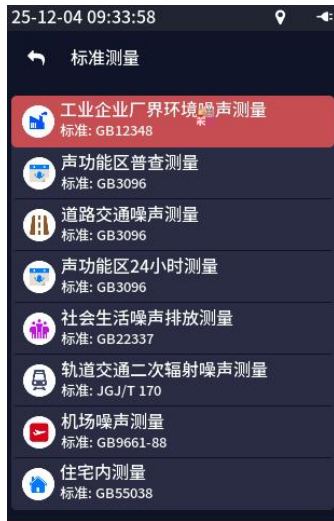 25-12-04 09:33:58
标准测量
工业企业厂界环境噪声测量
标准: GB12348
声功能区普查测量
标准: GB3096
道路交通噪声测量
标准: GB3096
声功能区24小时测量
标准: GB3096
社会生活噪声排放测量
标准: GB22337
轨道交通二次辐射噪声测量
标准: JGJ/T 170
机场噪声测量
标准: GB9661-88
住宅内测量
标准: GB55038